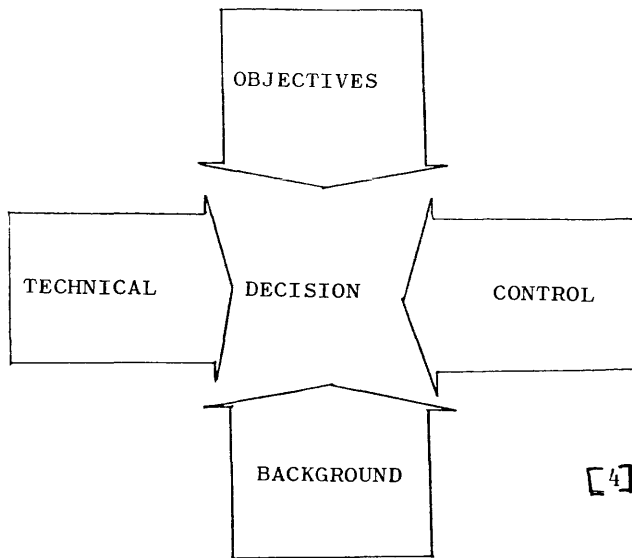 OBJECTIVES
TECHNICAL
DECISION
CONTROL
BACKGROUND
[4]